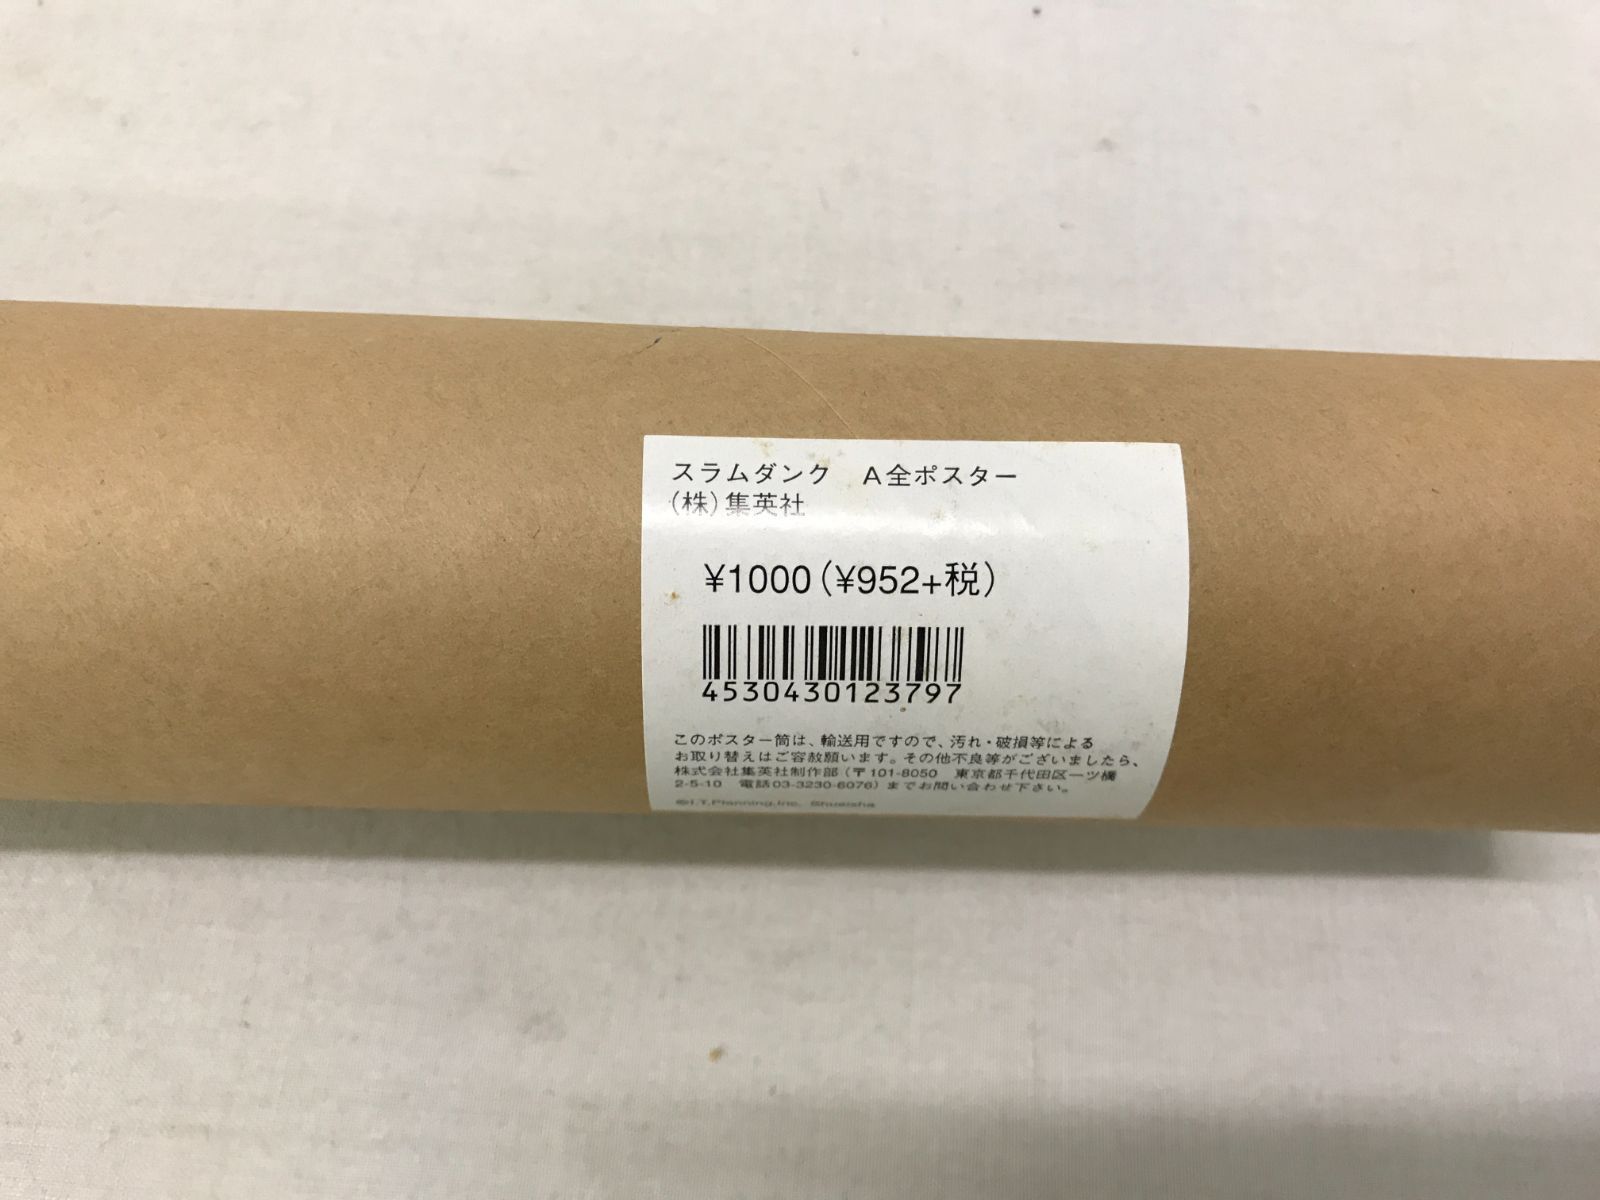 スラムダンク　A全ポスター
(株)集英社
¥1000(¥952+税)
4530430123797
このポスター筒は、輸送用ですので、汚れ・破損等による
お取り替えはご容赦願います。その他不良等がございましたら、
株式会社集英社制作部(〒101-8050　東京都千代田区一ツ橋
2-5-10　電話03-3230-6076)までお問い合わせ下さい。
©I.T.Planning,Inc. Shueisha